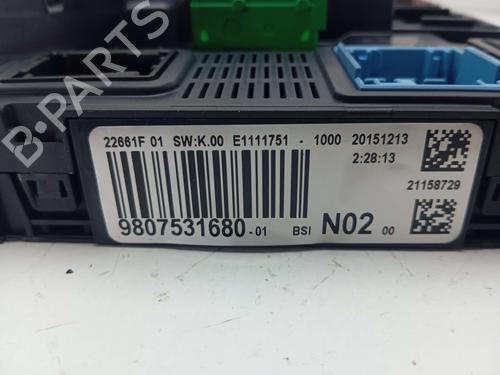 22661F 01 SW:K.00 E1111751 - 1000 20151213
2:28:13
21158729
9807531680-01 BSI N02 00
B-PARTS